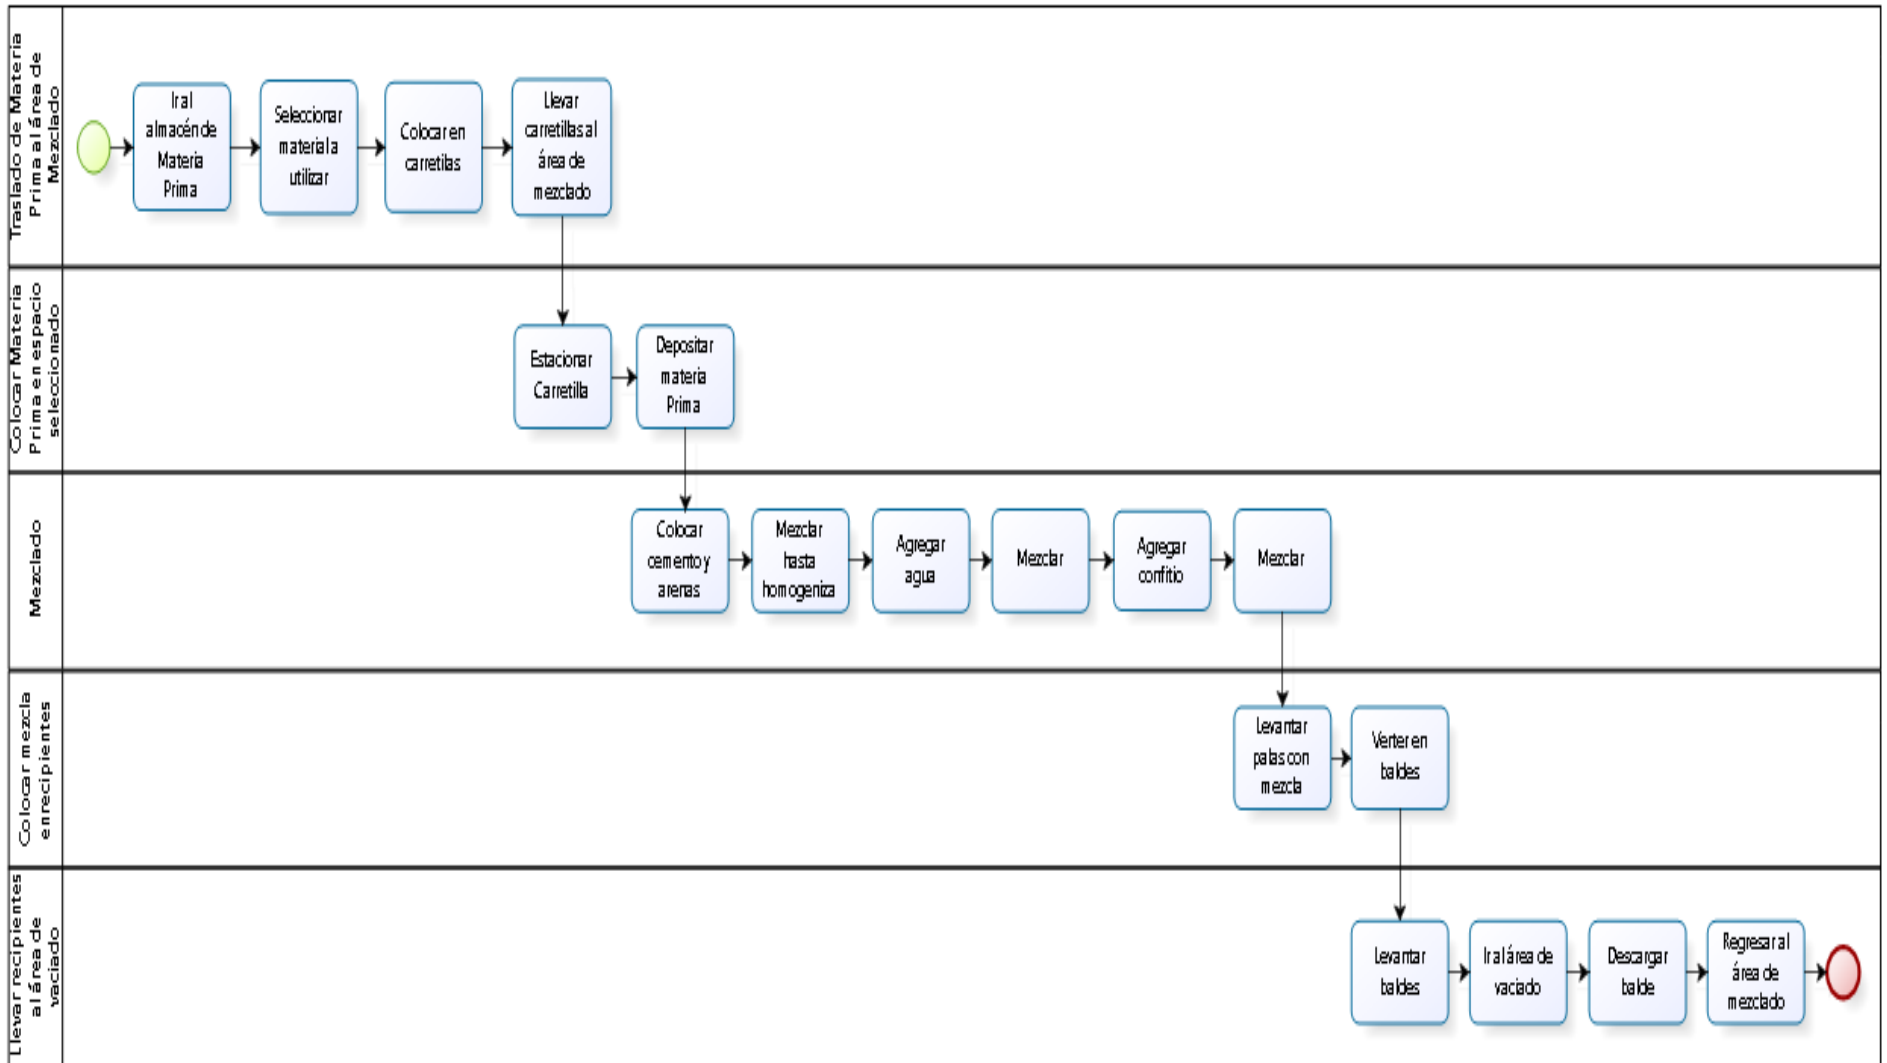 Traslado de Materia
Prima al área de
Mezclado
Ir al
almacén de
Materia
Prima
Seleccionar
material a
utilizar
Colocar en
carretilas
Llevar
carretillas al
área de
mezclado
Colocar Materia
Prima en espacio
seleccionado
Estacionar
Carretilla
Depositar
materia
Prima
Mezclado
Colocar
cemento y
arenas
Mezclar
hasta
homogeniza
Agregar
agua
Mezclar
Agregar
confitio
Mezclar
Colocar mezcla
en recipientes
Levantar
palas con
mezcla
Verter en
baldes
Llevar recipientes
al área de
vaciado
Levantar
baldes
Ir al área de
vaciado
Descargar
balde
Regresar al
área de
mezclado